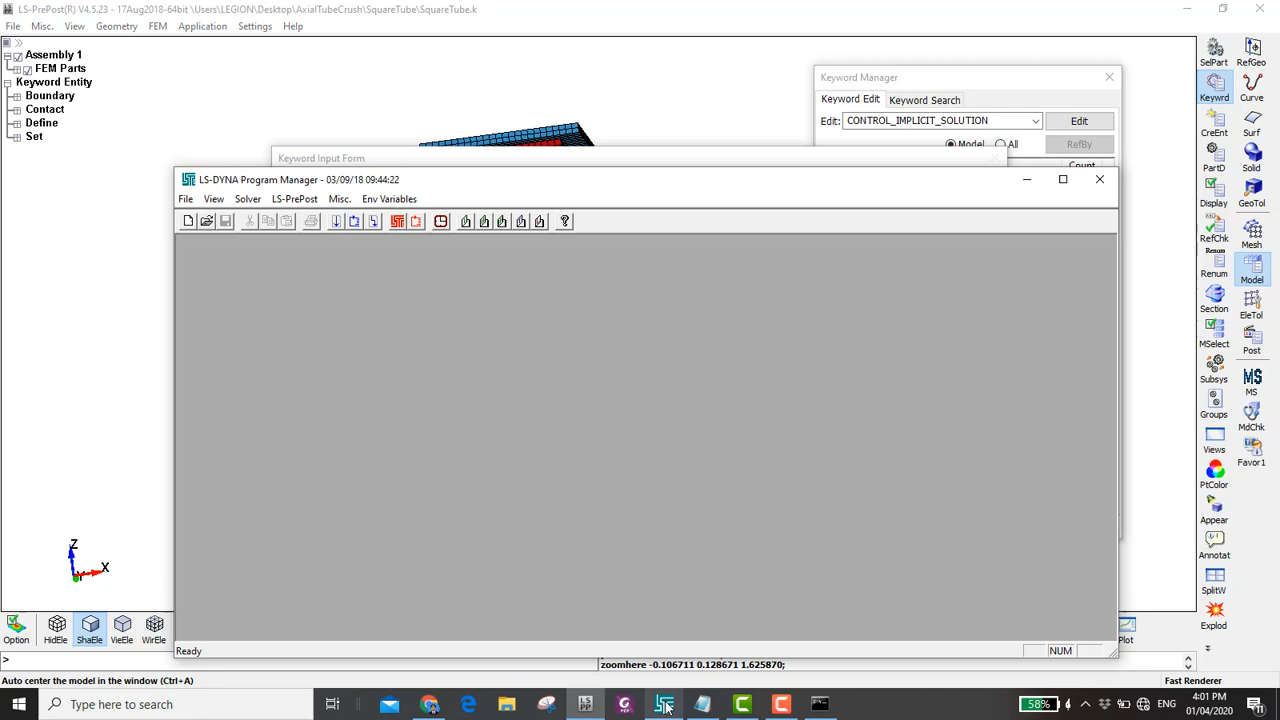 LS-PrePost(R) V4.5.23 - 17Aug2018-64bit \Users\LEGION\Desktop\AxialTubeCrush\SquareTube\SquareTube.k
File Misc. View Geometry FEM Application Settings Help
Assembly 1
FEM Parts
Keyword Entity
Boundary
Contact
Define
Set
Keyword Manager
Keyword Edit Keyword Search
Edit: CONTROL_IMPLICIT_SOLUTION Edit
Model All RefBy
Count
Keyword Input Form
LS-DYNA Program Manager - 03/09/18 09:44:22
File View Solver LS-PrePost Misc. Env Variables
Ready NUM
SelPart RefGeo
Keywrd Curve
CreEnt Surf
PartD Solid
Display GeoTol
RefChk Mesh
Renum
Renum Model
Section EleTol
MSelect Post
Subsys MS
Groups MdChk
Views Favor1
PtColor
Appear
Annotat
SplitW
Explod
Z
X
Option HidEle ShaEle VieEle WirEle Plot
> zoomhere -0.106711 0.128671 1.625870;
Auto center the model in the window (Ctrl+A) Fast Renderer
Type here to search 58% ENG 4:01 PM
01/04/2020